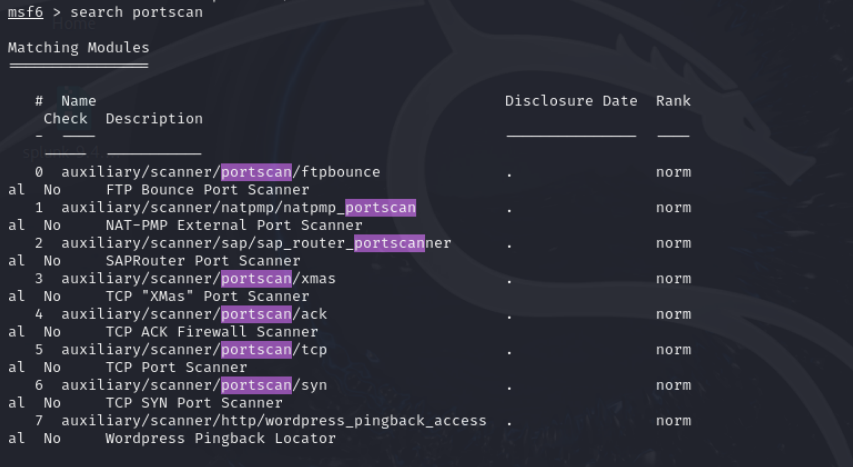 msf6 > search portscan
Matching Modules
================
# Name Disclosure Date Rank
Check Description
- ---- --------------- ----
----- -----------
0 auxiliary/scanner/portscan/ftpbounce . norm
al No FTP Bounce Port Scanner
1 auxiliary/scanner/natpmp/natpmp_portscan . norm
al No NAT-PMP External Port Scanner
2 auxiliary/scanner/sap/sap_router_portscanner . norm
al No SAPRouter Port Scanner
3 auxiliary/scanner/portscan/xmas . norm
al No TCP "XMas" Port Scanner
4 auxiliary/scanner/portscan/ack . norm
al No TCP ACK Firewall Scanner
5 auxiliary/scanner/portscan/tcp . norm
al No TCP Port Scanner
6 auxiliary/scanner/portscan/syn . norm
al No TCP SYN Port Scanner
7 auxiliary/scanner/http/wordpress_pingback_access . norm
al No Wordpress Pingback Locator